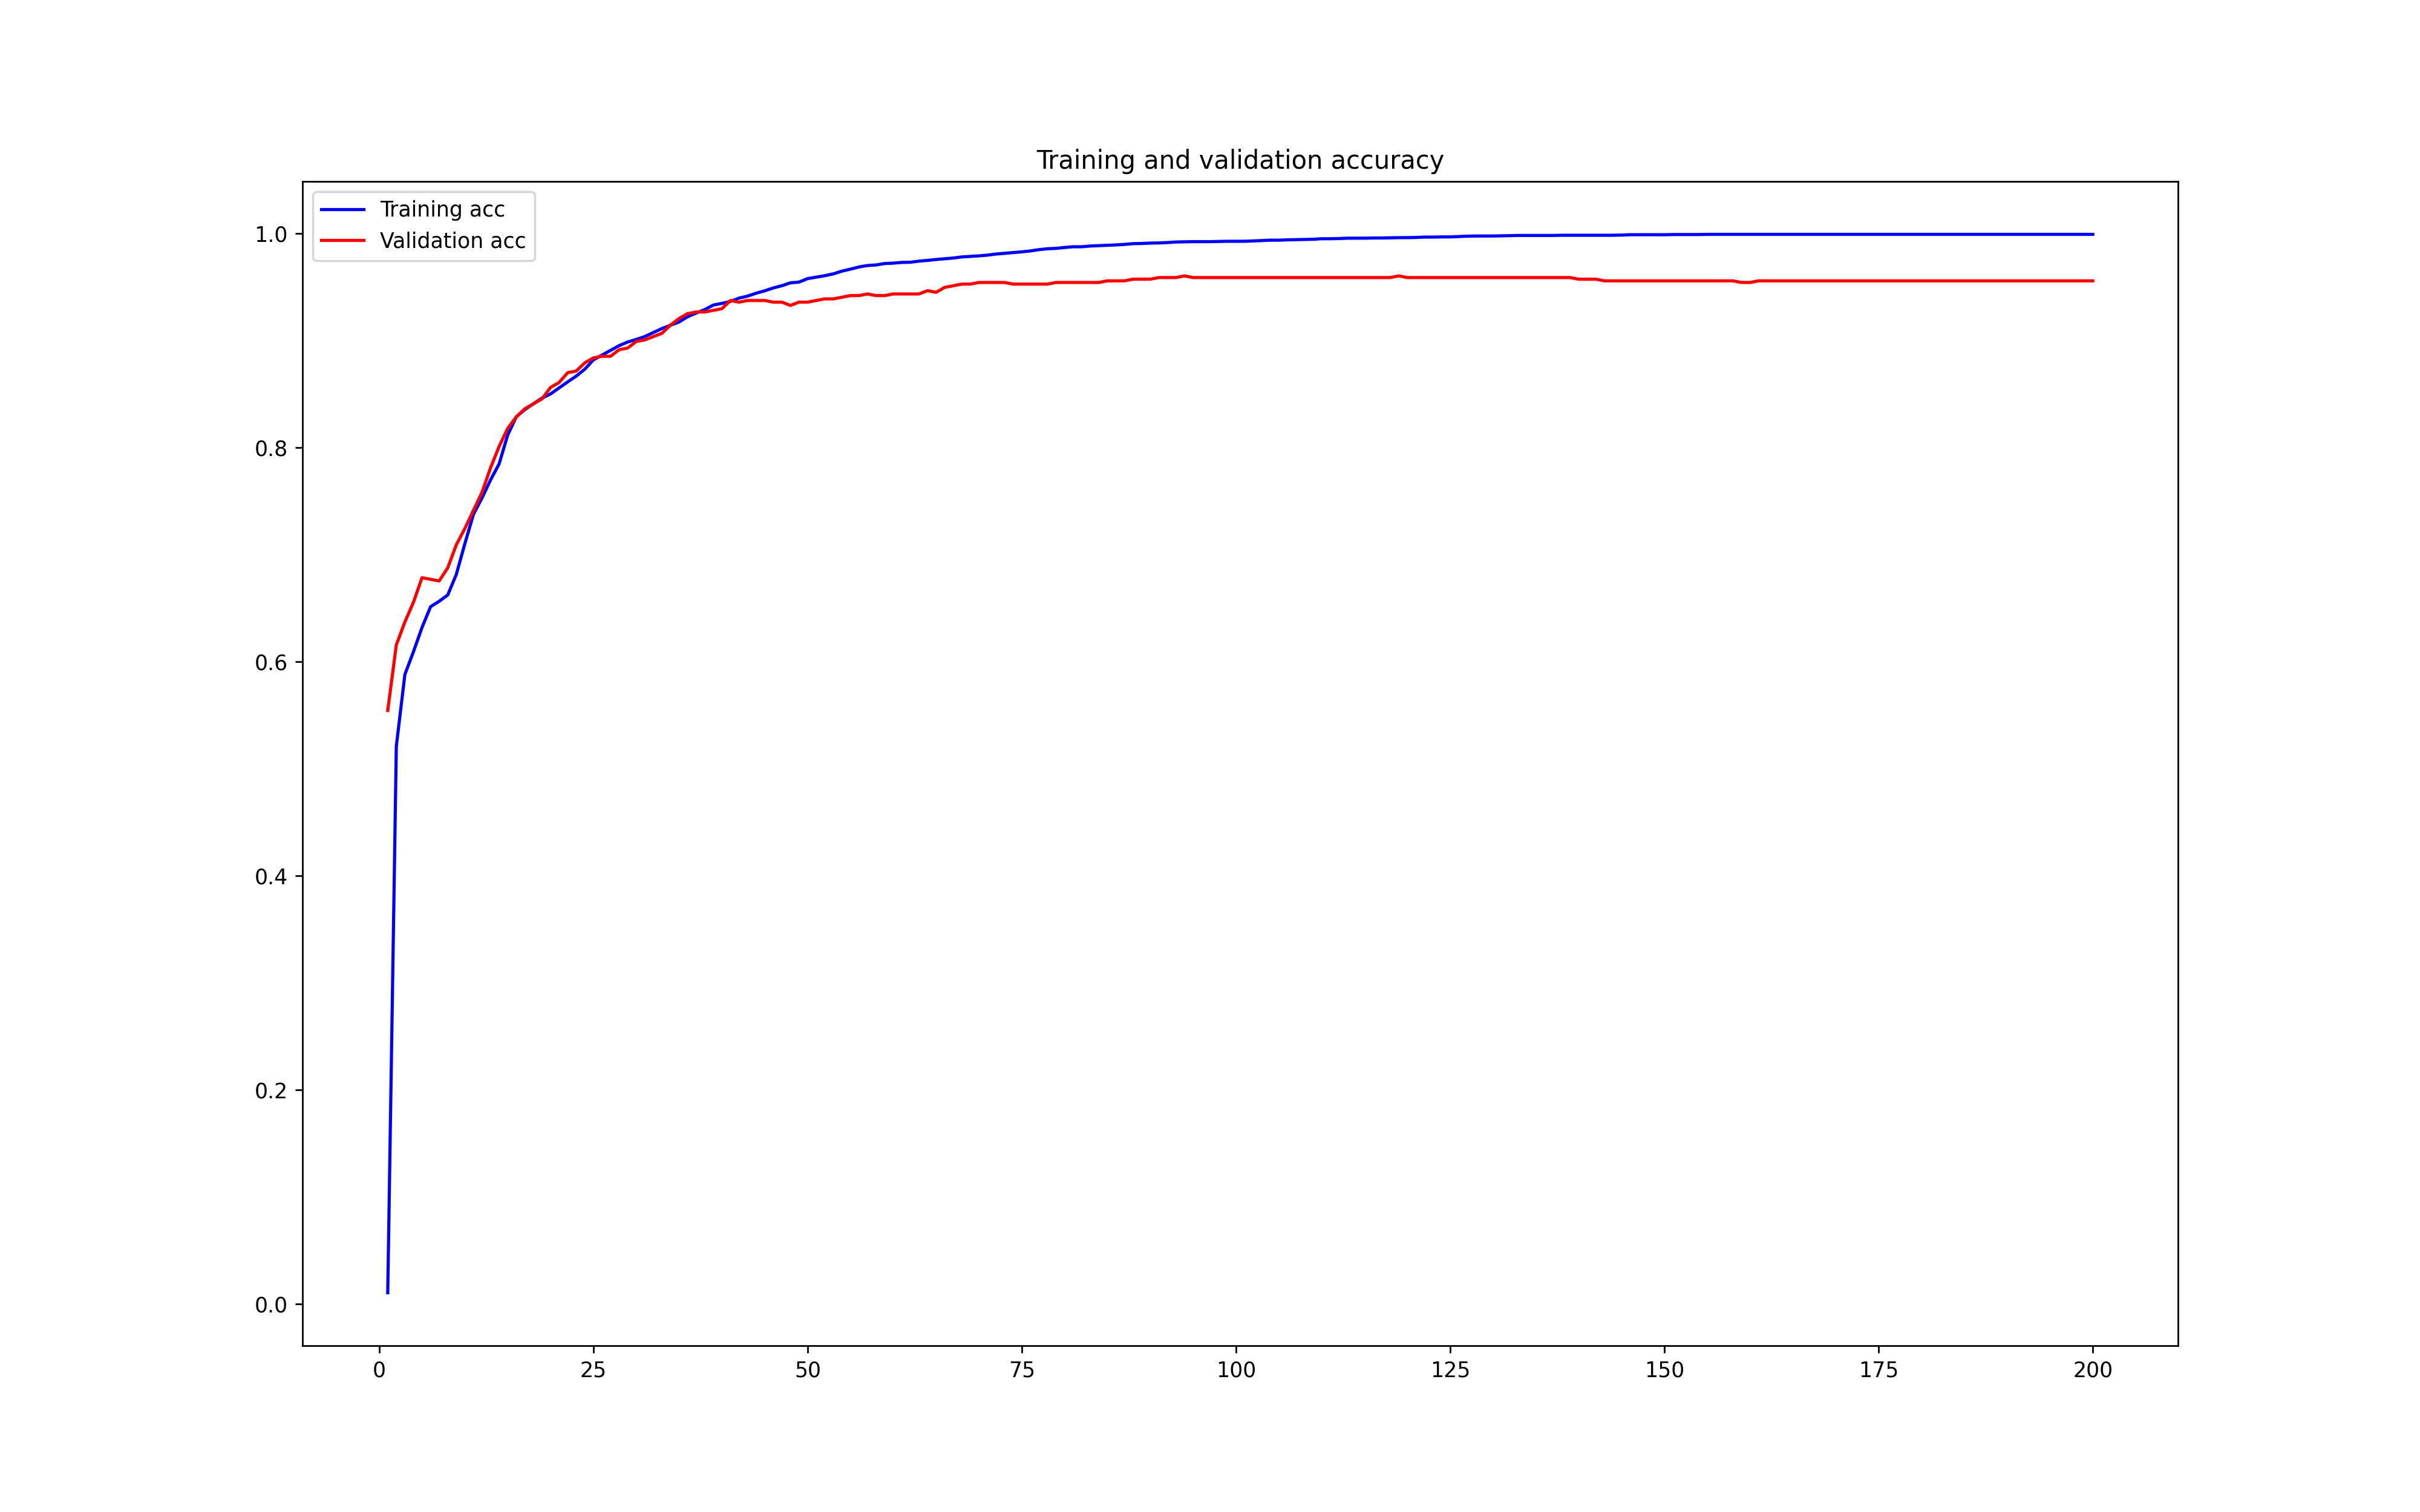 Training and validation accuracy
Training acc
Validation acc
1.0
0.8
0.6
0.4
0.2
0.0
0 25 50 75 100 125 150 175 200